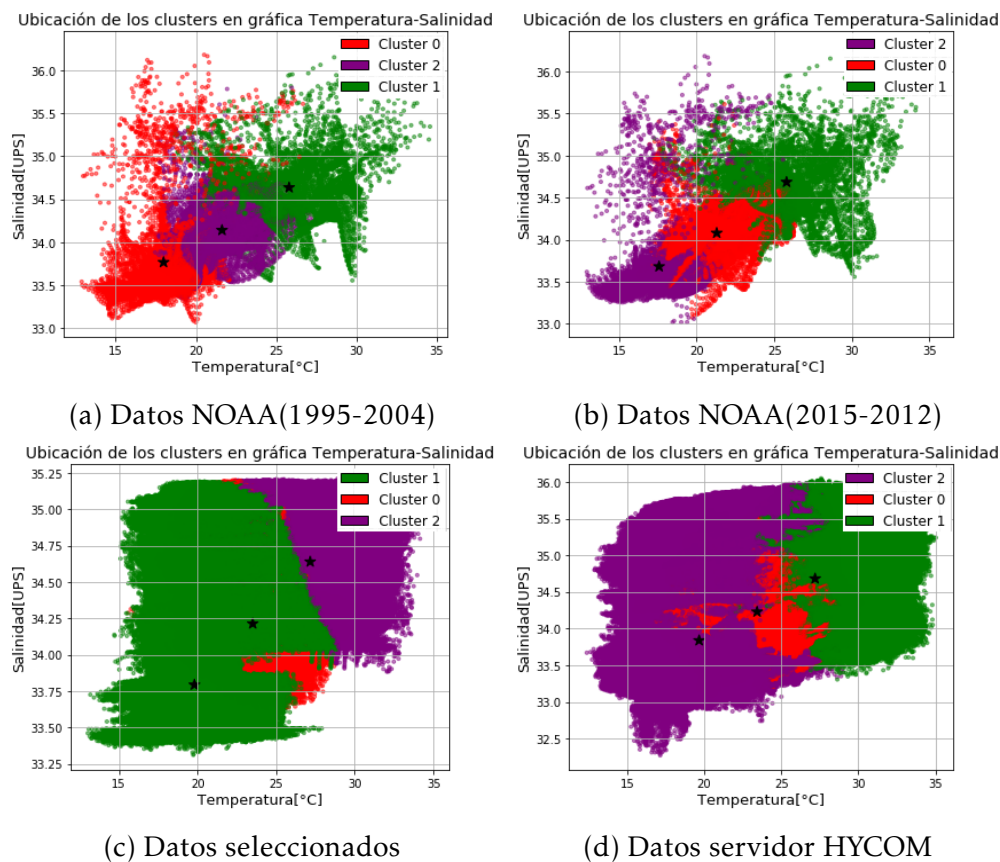 Ubicación de los clusters en gráfica Temperatura-Salinidad
Cluster 0
Cluster 2
Cluster 1
36.0
35.5
35.0
34.5
34.0
33.5
33.0
Salinidad[UPS]
15 20 25 30 35
Temperatura[°C]
(a) Datos NOAA(1995-2004)
Ubicación de los clusters en gráfica Temperatura-Salinidad
Cluster 2
Cluster 0
Cluster 1
36.0
35.5
35.0
34.5
34.0
33.5
33.0
Salinidad[UPS]
15 20 25 30 35
Temperatura[°C]
(b) Datos NOAA(2015-2012)
Ubicación de los clusters en gráfica Temperatura-Salinidad
Cluster 1
Cluster 0
Cluster 2
35.25
35.00
34.75
34.50
34.25
34.00
33.75
33.50
33.25
Salinidad[UPS]
15 20 25 30 35
Temperatura[°C]
(c) Datos seleccionados
Ubicación de los clusters en gráfica Temperatura-Salinidad
Cluster 2
Cluster 0
Cluster 1
36.0
35.5
35.0
34.5
34.0
33.5
33.0
32.5
Salinidad[UPS]
15 20 25 30 35
Temperatura[°C]
(d) Datos servidor HYCOM